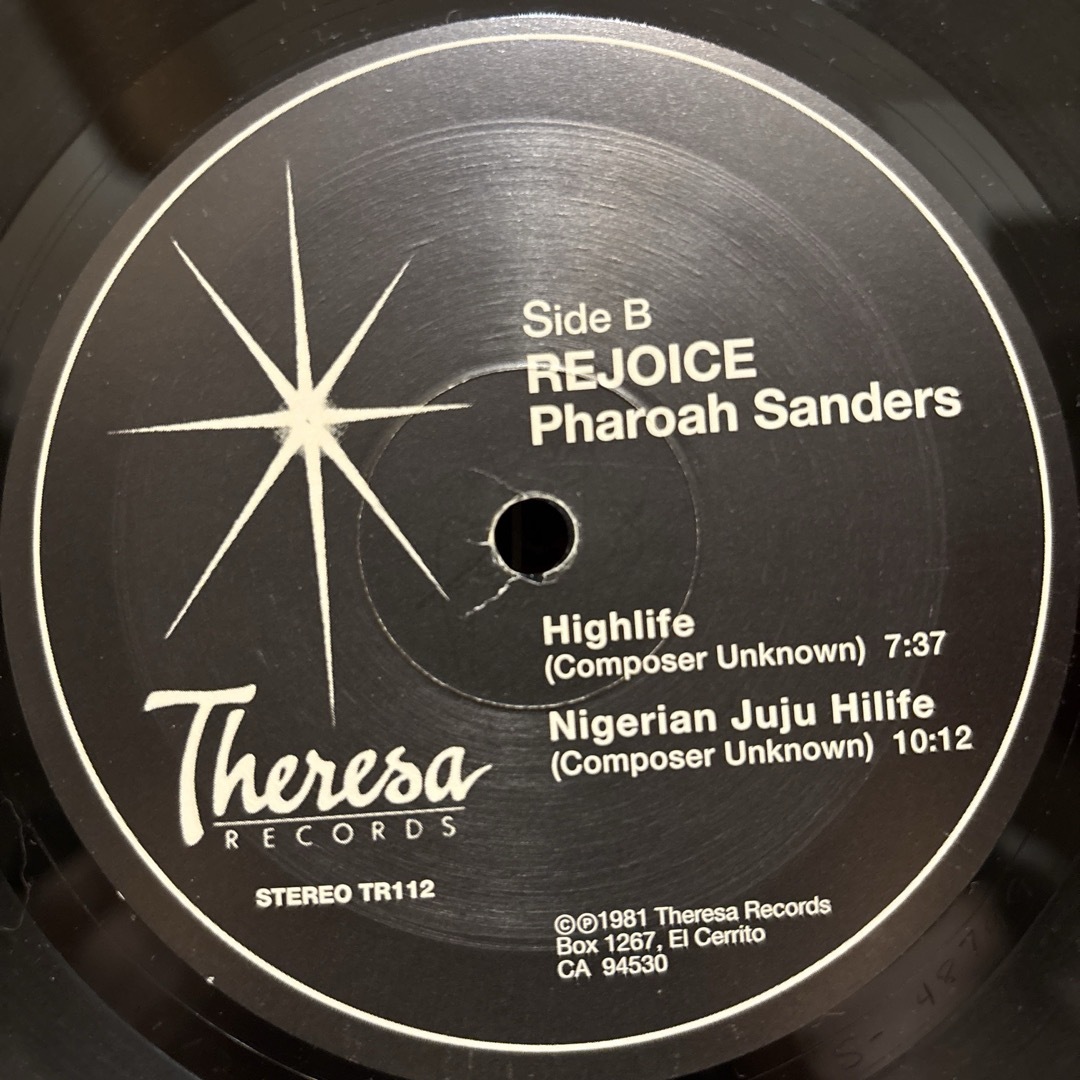 Side B
REJOICE
Pharoah Sanders
Highlife
(Composer Unknown) 7:37
Nigerian Juju Hilife
(Composer Unknown) 10:12
Theresa
RECORDS
STEREO TR112
©℗1981 Theresa Records
Box 1267, El Cerrito
CA 94530